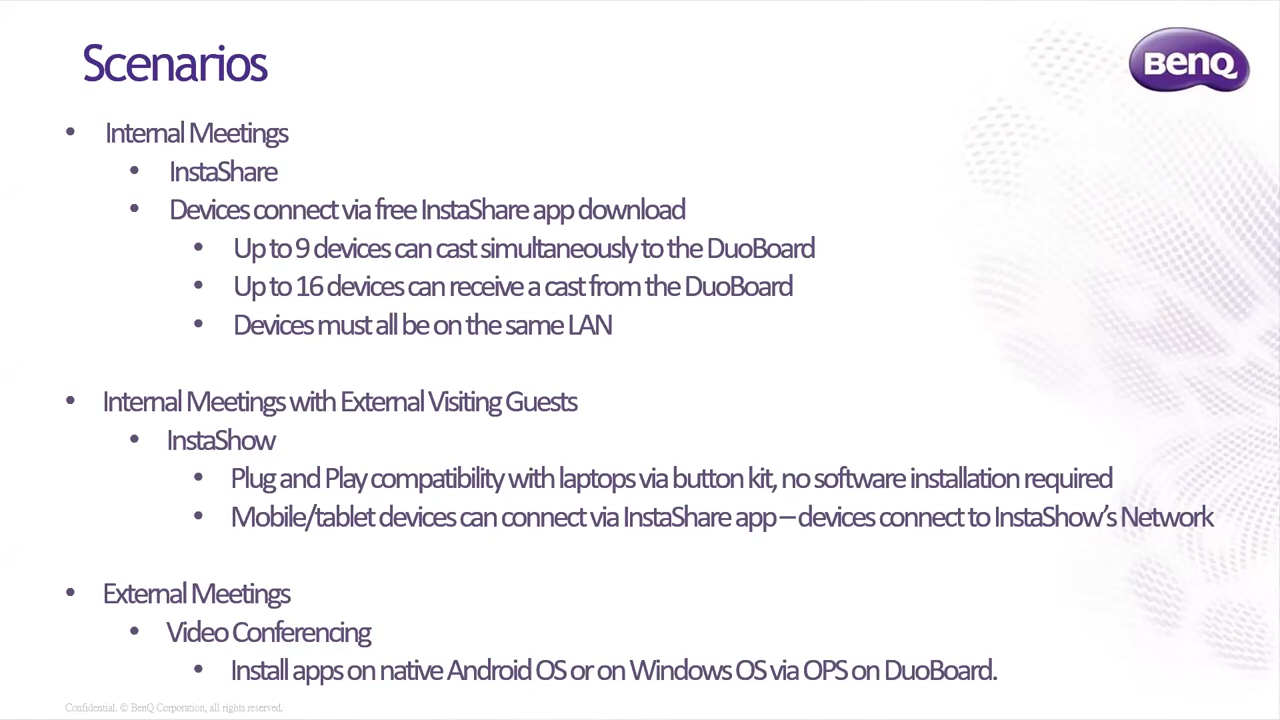 Scenarios
BenQ
• Internal Meetings
• InstaShare
• Devices connect via free InstaShare app download
• Up to 9 devices can cast simultaneously to the DuoBoard
• Up to 16 devices can receive a cast from the DuoBoard
• Devices must all be on the same LAN
• Internal Meetings with External Visiting Guests
• InstaShow
• Plug and Play compatibility with laptops via button kit, no software installation required
• Mobile/tablet devices can connect via InstaShare app – devices connect to InstaShow’s Network
• External Meetings
• Video Conferencing
• Install apps on native Android OS or on Windows OS via OPS on DuoBoard.
Confidential. © BenQ Corporation, all rights reserved.